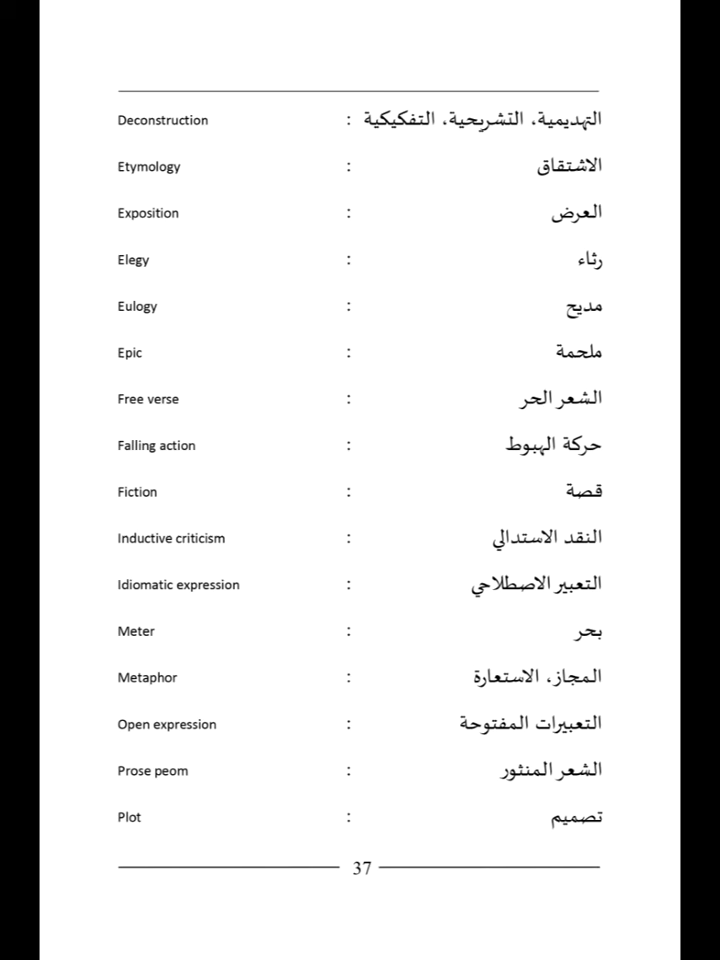 Deconstruction : التهديمية، التشريحية، التفكيكية
Etymology : الاشتقاق
Exposition : العرض
Elegy : رثاء
Eulogy : مديح
Epic : ملحمة
Free verse : الشعر الحر
Falling action : حركة الهبوط
Fiction : قصة
Inductive criticism : النقد الاستدالي
Idiomatic expression : التعبير الاصطلاحي
Meter : بحر
Metaphor : المجاز، الاستعارة
Open expression : التعبيرات المفتوحة
Prose peom : الشعر المنثور
Plot : تصميم
37